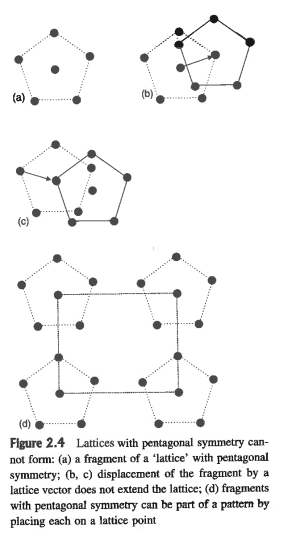 (a)
(b)
(c)
(d)
Figure 2.4 Lattices with pentagonal symmetry can-
not form: (a) a fragment of a ‘lattice’ with pentagonal
symmetry; (b, c) displacement of the fragment by a
lattice vector does not extend the lattice; (d) fragments
with pentagonal symmetry can be part of a pattern by
placing each on a lattice point